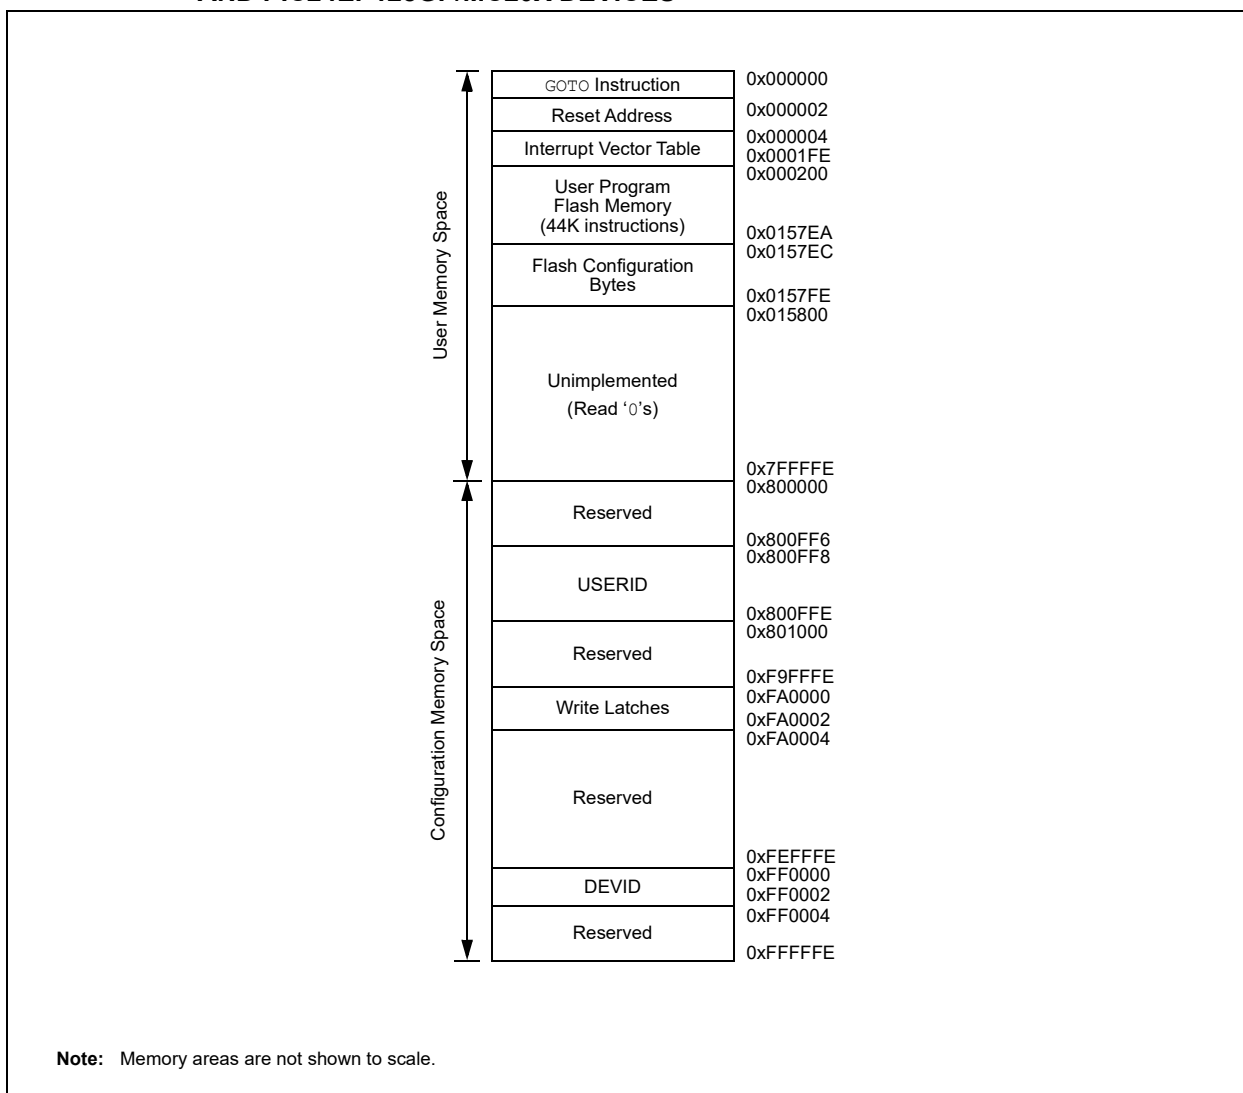 GOTO Instruction
0x000000
Reset Address
0x000002
Interrupt Vector Table
0x000004
0x0001FE
User Program
Flash Memory
(44K instructions)
0x000200
0x0157EA
Flash Configuration
Bytes
0x0157EC
0x0157FE
Unimplemented
(Read ‘0’s)
0x015800
0x7FFFFE
User Memory Space
Reserved
0x800000
0x800FF6
USERID
0x800FF8
0x800FFE
Reserved
0x801000
0xF9FFFE
Write Latches
0xFA0000
0xFA0002
Reserved
0xFA0004
0xFEFFFE
DEVID
0xFF0000
0xFF0002
Reserved
0xFF0004
0xFFFFFE
Configuration Memory Space
Note: Memory areas are not shown to scale.